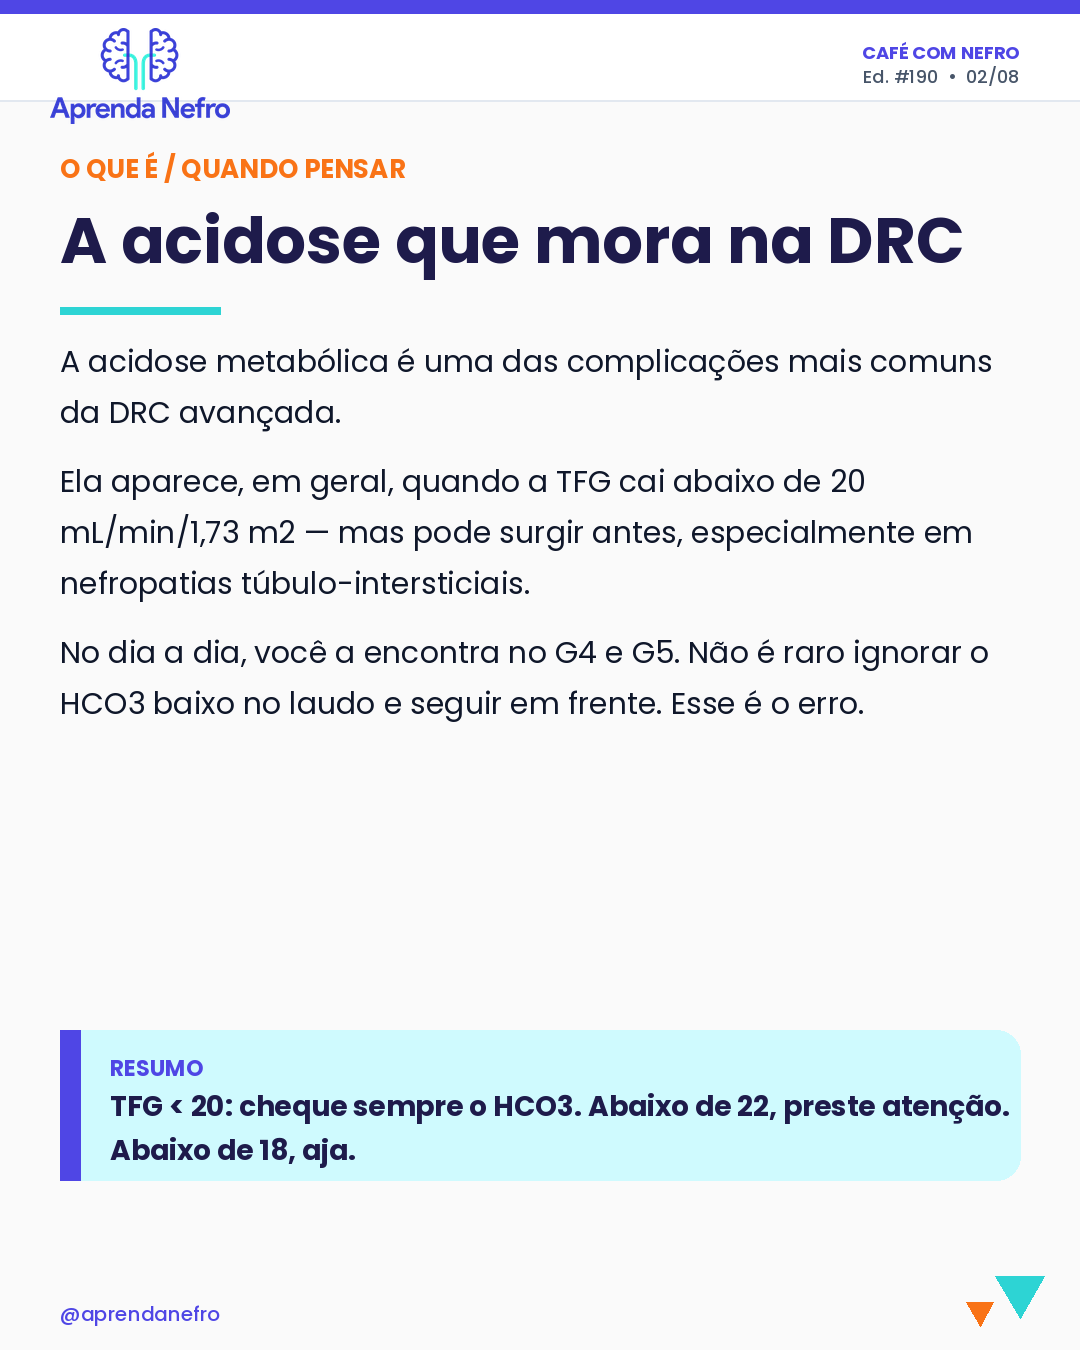 Aprenda Nefro
CAFÉ COM NEFRO
Ed. #190 • 02/08
O QUE É / QUANDO PENSAR
A acidose que mora na DRC
A acidose metabólica é uma das complicações mais comuns
da DRC avançada.
Ela aparece, em geral, quando a TFG cai abaixo de 20
mL/min/1,73 m2 — mas pode surgir antes, especialmente em
nefropatias túbulo-intersticiais.
No dia a dia, você a encontra no G4 e G5. Não é raro ignorar o
HCO3 baixo no laudo e seguir em frente. Esse é o erro.
RESUMO
TFG < 20: cheque sempre o HCO3. Abaixo de 22, preste atenção.
Abaixo de 18, aja.
@aprendanefro